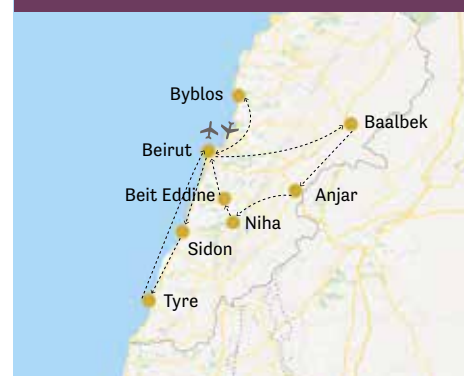 Byblos
Baalbek
Beirut
Beit Eddine
Anjar
Niha
Sidon
Tyre